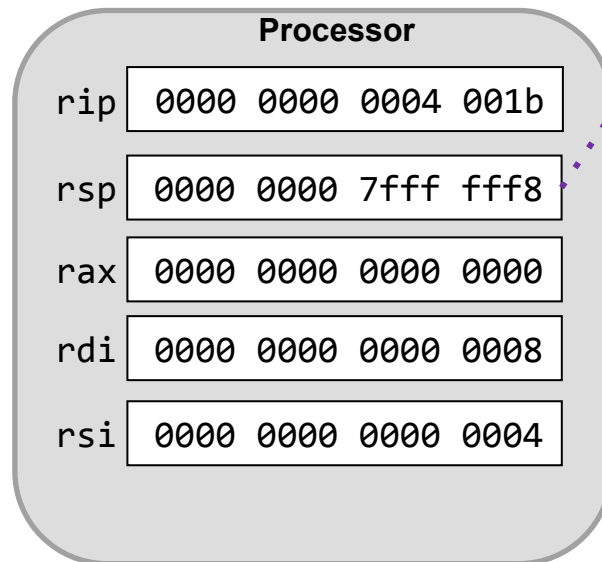 Processor
rip 0000 0000 0004 001b
rsp 0000 0000 7fff fff8
rax 0000 0000 0000 0000
rdi 0000 0000 0000 0008
rsi 0000 0000 0000 0004